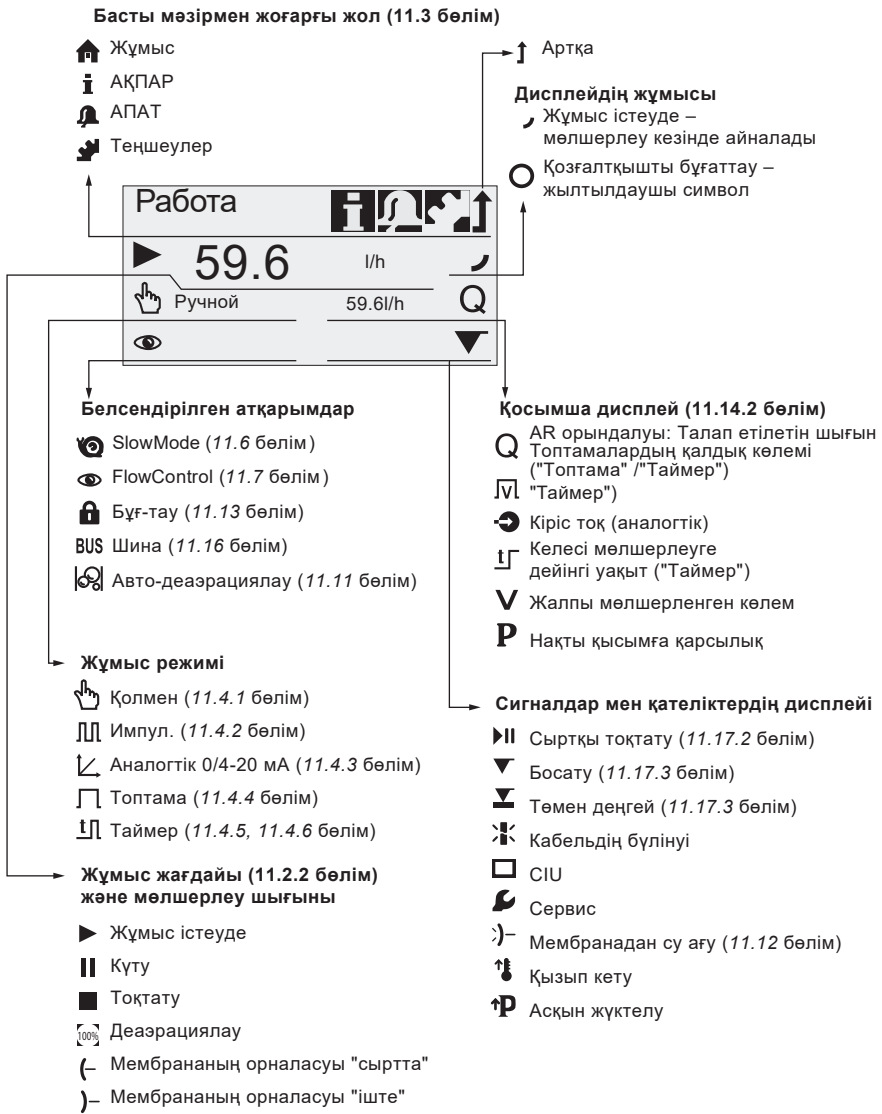 Басты мәзірмен жоғарғы жол (11.3 бөлім)
Жұмыс
АҚПАР
АПАТ
Теңшеулер
Артқа
Дисплейдің жұмысы
Жұмыс істеуде –
мөлшерлеу кезінде айналады
Қозғалтқышты бұғаттау –
жылтылдаушы символ
Работа
59.6
l/h
Ручной
59.6l/h
Q
Белсендірілген атқарымдар
SlowMode (11.6 бөлім)
FlowControl (11.7 бөлім)
Бұғ-тау (11.13 бөлім)
BUS Шина (11.16 бөлім)
Авто-деаэрациялау (11.11 бөлім)
Қосымша дисплей (11.14.2 бөлім)
Q AR орындалуы: Талап етілетін шығын
Топтамалардың қалдық көлемі
("Топтама" /"Таймер")
V "Таймер")
Кіріс тоқ (аналогтік)
t Келесі мөлшерлеуге
дейінгі уақыт ("Таймер")
V Жалпы мөлшерленген көлем
P Нақты қысымға қарсылық
Жұмыс режимі
Қолмен (11.4.1 бөлім)
Импул. (11.4.2 бөлім)
Аналогтік 0/4-20 мА (11.4.3 бөлім)
Топтама (11.4.4 бөлім)
t Таймер (11.4.5, 11.4.6 бөлім)
Сигналдар мен қателіктердің дисплейі
Сыртқы тоқтату (11.17.2 бөлім)
Босату (11.17.3 бөлім)
Төмен деңгей (11.17.3 бөлім)
Кабельдің бүлінуі
CIU
Сервис
Мембранадан су ағу (11.12 бөлім)
Қызып кету
P Асқын жүктелу
Жұмыс жағдайы (11.2.2 бөлім)
және мөлшерлеу шығыны
Жұмыс істеуде
Күту
Тоқтату
100% Деаэрациялау
Мембрананың орналасуы "сыртта"
Мембрананың орналасуы "іште"